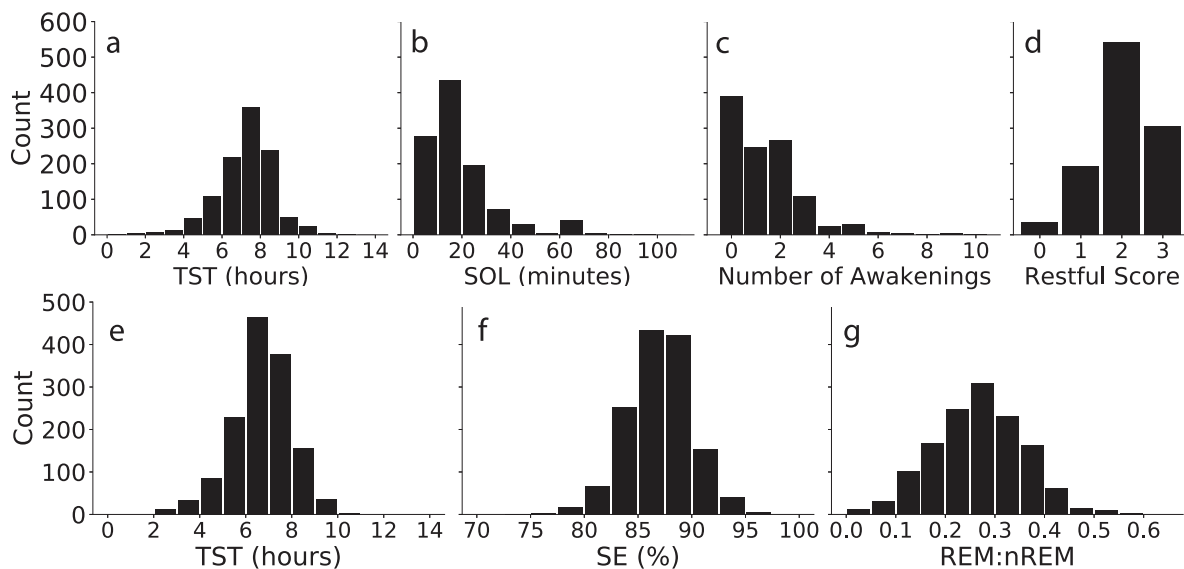 600
500
400
300
200
100
0
Count
a
0 2 4 6 8 10 12 14
TST (hours)
b
0 20 40 60 80 100
SOL (minutes)
c
0 2 4 6 8 10
Number of Awakenings
d
0 1 2 3
Restful Score
500
400
300
200
100
0
Count
e
0 2 4 6 8 10 12 14
TST (hours)
f
70 75 80 85 90 95 100
SE (%)
g
0.0 0.1 0.2 0.3 0.4 0.5 0.6
REM:nREM